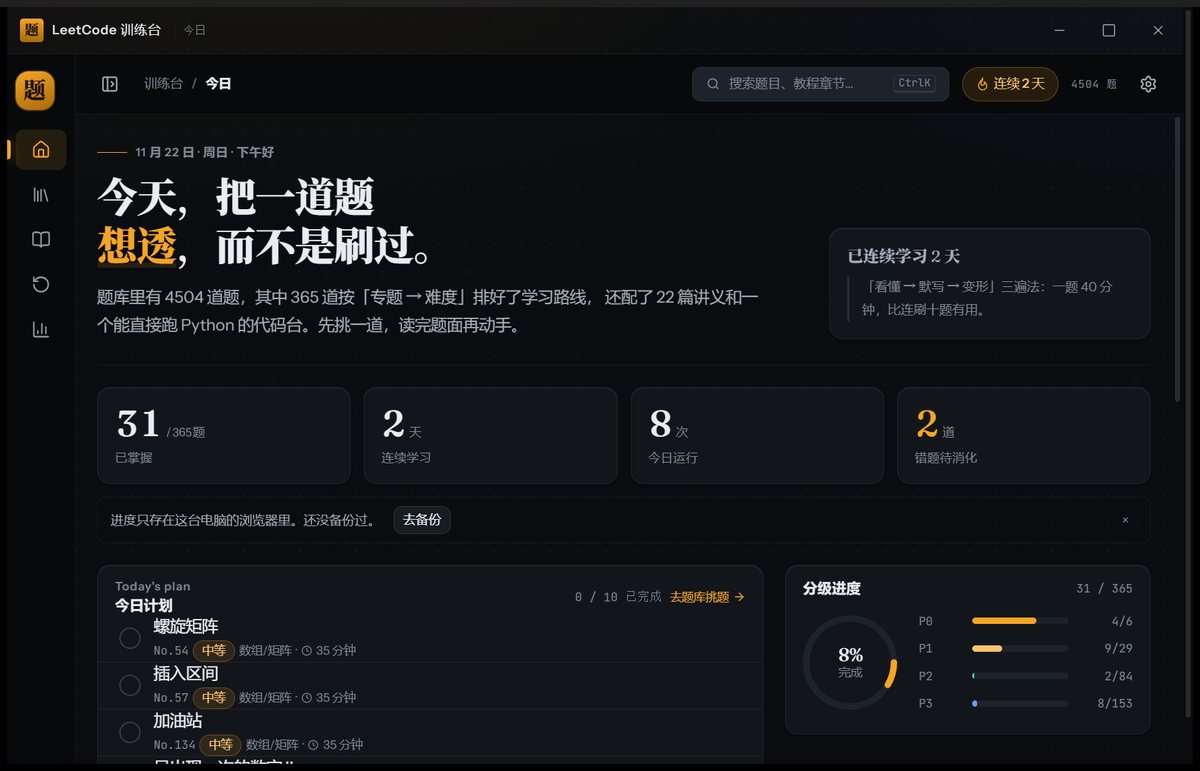 题 LeetCode 训练台 今日
题
训练台 / 今日
搜索题目、教程章节... CtrlK
连续 2 天
4504 题
11 月 22 日 · 周日 · 下午好
今天，把一道题
想透，而不是刷过。
题库里有 4504 道题，其中 365 道按「专题 → 难度」排好了学习路线，还配了 22 篇讲义和一
个能直接跑 Python 的代码台。先挑一道，读完题面再动手。
已连续学习 2 天
「看懂 → 默写 → 变形」三遍法：一题 40 分
钟，比连刷十题有用。
31 /365题
已掌握
2 天
连续学习
8 次
今日运行
2 道
错题待消化
进度只存在这台电脑的浏览器里。还没备份过。 去备份 ×
Today's plan
今日计划
0 / 10 已完成 去题库挑题 →
螺旋矩阵
No.54 中等 数组/矩阵 · 35 分钟
插入区间
No.57 中等 数组/矩阵 · 35 分钟
加油站
No.134 中等 数组/矩阵 · 35 分钟
分级进度 31 / 365
8%
完成
P0 4/6
P1 9/29
P2 2/84
P3 8/153